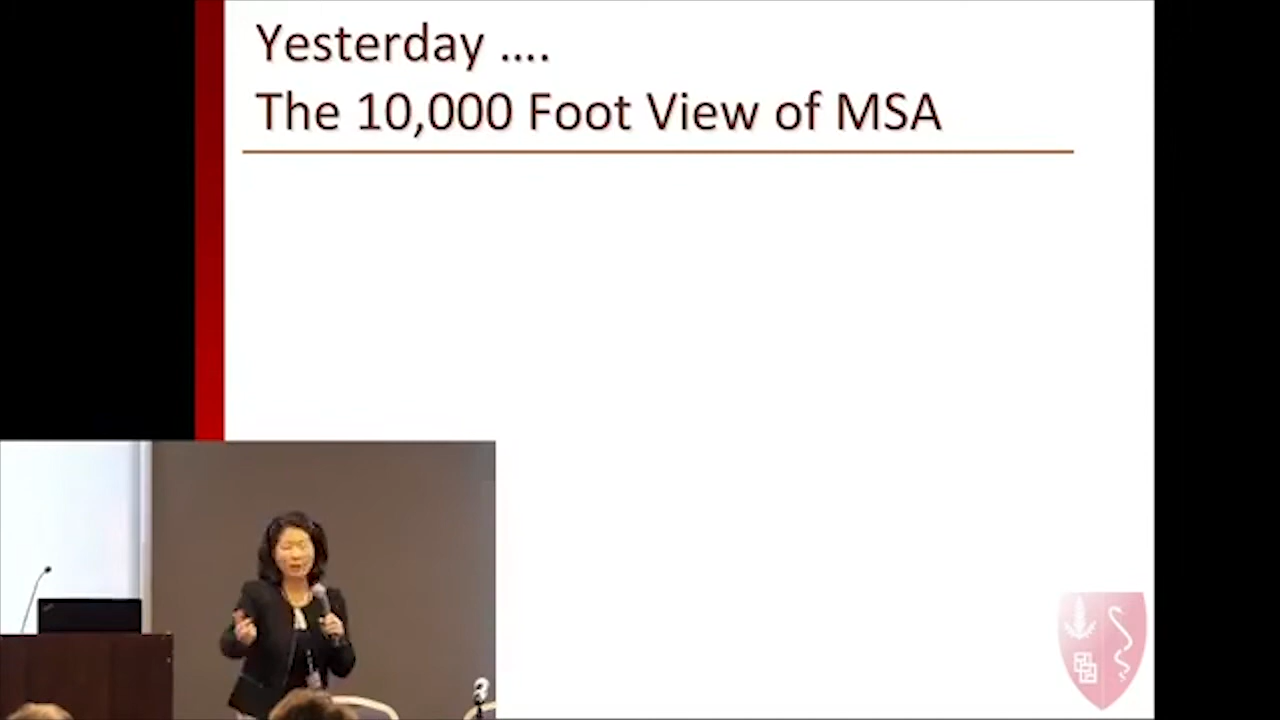 Yesterday ....
The 10,000 Foot View of MSA